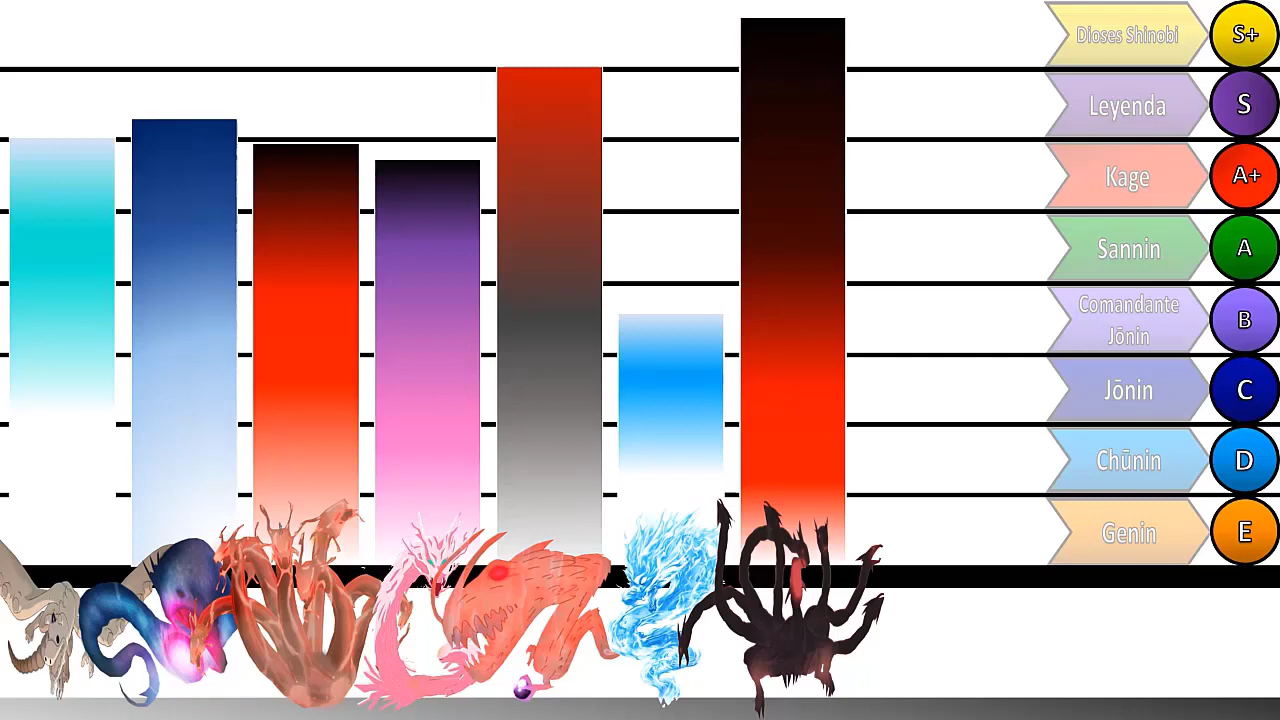 Dioses Shinobi S+
Leyenda S
Kage A+
Sannin A
Comandante
Jōnin B
Jōnin C
Chūnin D
Genin E